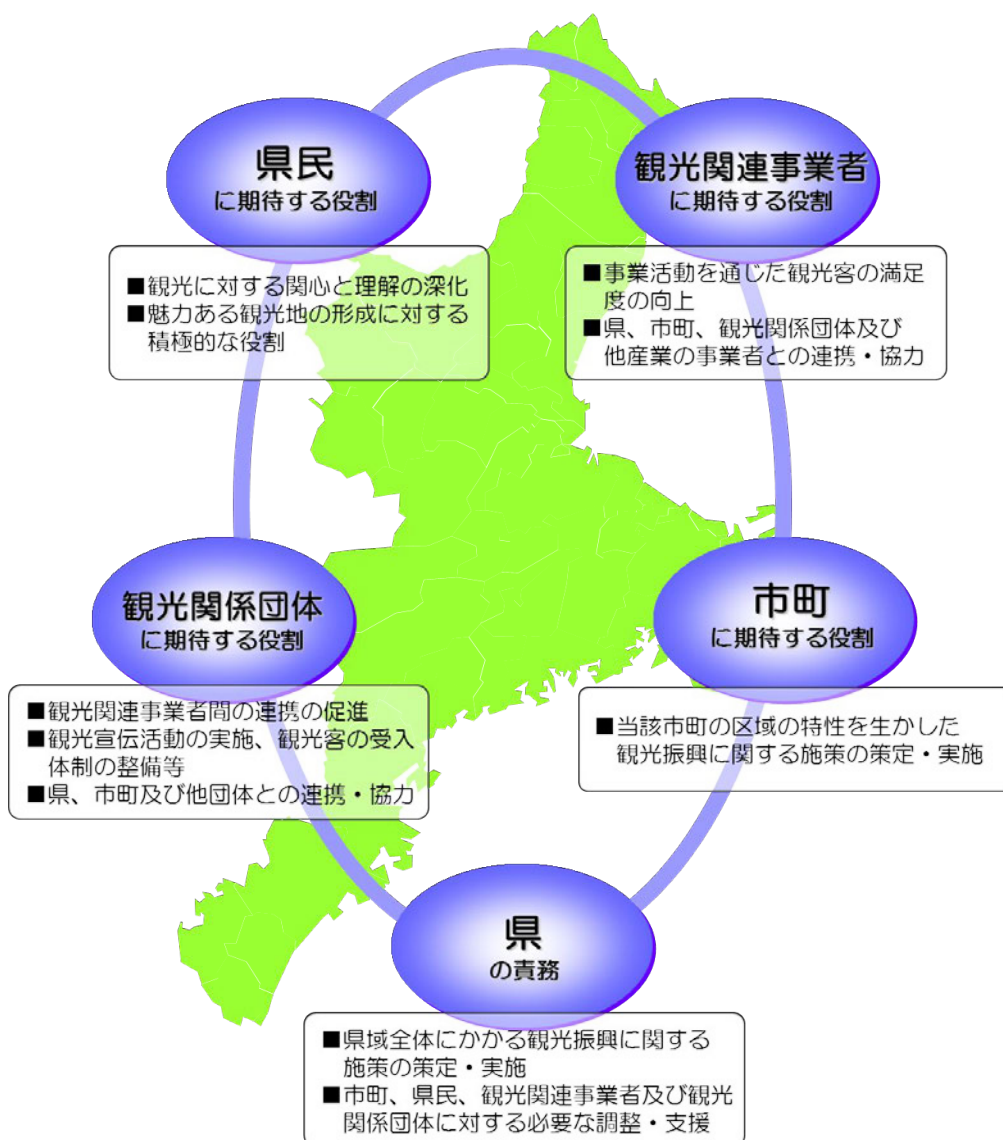 県民
に期待する役割
■観光に対する関心と理解の深化
■魅力ある観光地の形成に対する
積極的な役割
観光関連事業者
に期待する役割
■事業活動を通じた観光客の満足
度の向上
■県、市町、観光関係団体及び
他産業の事業者との連携・協力
観光関係団体
に期待する役割
■観光関連事業者間の連携の促進
■観光宣伝活動の実施、観光客の受入
体制の整備等
■県、市町及び他団体との連携・協力
市町
に期待する役割
■当該市町の区域の特性を生かした
観光振興に関する施策の策定・実施
県
の責務
■県域全体にかかる観光振興に関する
施策の策定・実施
■市町、県民、観光関連事業者及び観光
関係団体に対する必要な調整・支援